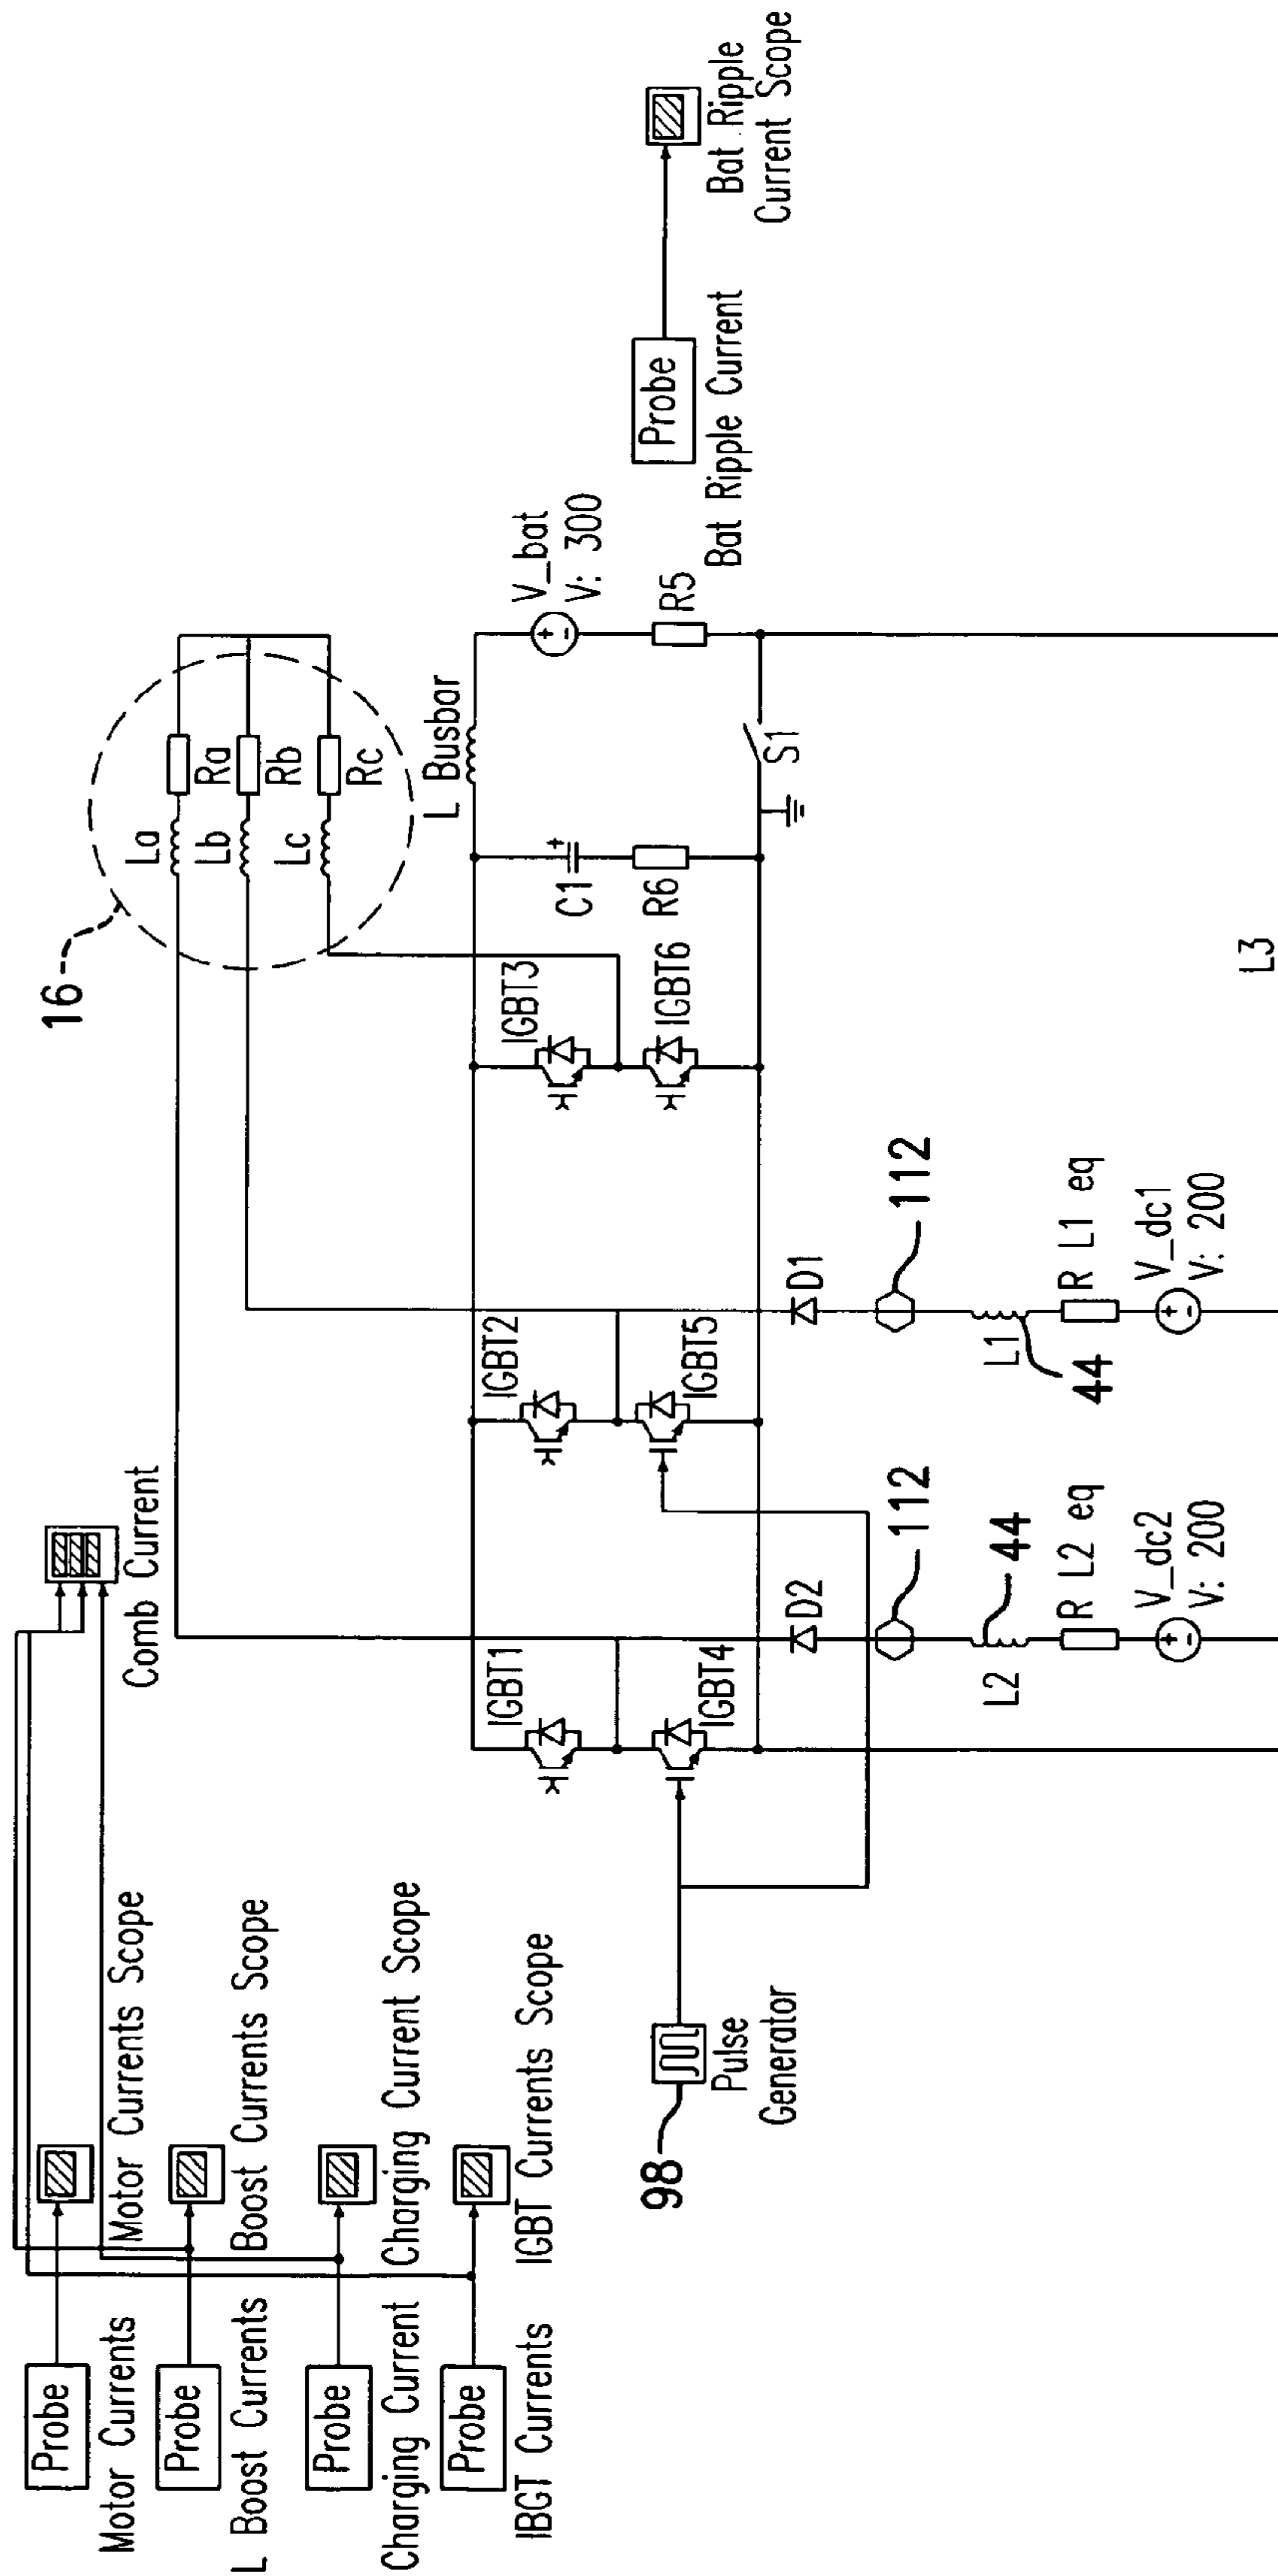 Probe
Motor Currents
Motor Currents Scope
Probe
L Boost Currents
Boost Currents Scope
Probe
Charging Current
Charging Current Scope
Probe
IBGT Currents
IGBT Currents Scope
Comb Current
16
La
Ra
Lb
Rb
Lc
Rc
98
Pulse
Generator
IGBT1
IGBT4
IGBT2
IGBT5
IGBT3
IGBT6
C1
R6
L Busbar
V_bat
V: 300
R5
S1
Probe
Bat Ripple Current
Bat Ripple
Current Scope
D2
112
L2
44
R L2 eq
V_dc2
V: 200
D1
112
L1
44
R L1 eq
V_dc1
V: 200
L3